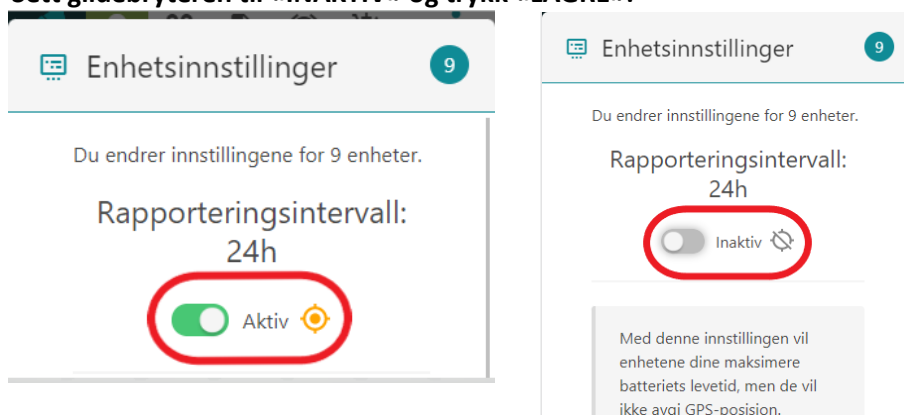 Enhetsinnstillinger 9
Du endrer innstillingene for 9 enheter.
Rapporteringsintervall:
24h
Aktiv
Enhetsinnstillinger 9
Du endrer innstillingene for 9 enheter.
Rapporteringsintervall:
24h
Inaktiv
Med denne innstillingen vil
enhetene dine maksimere
batteriets levetid, men de vil
ikke avgi GPS-posisjon.